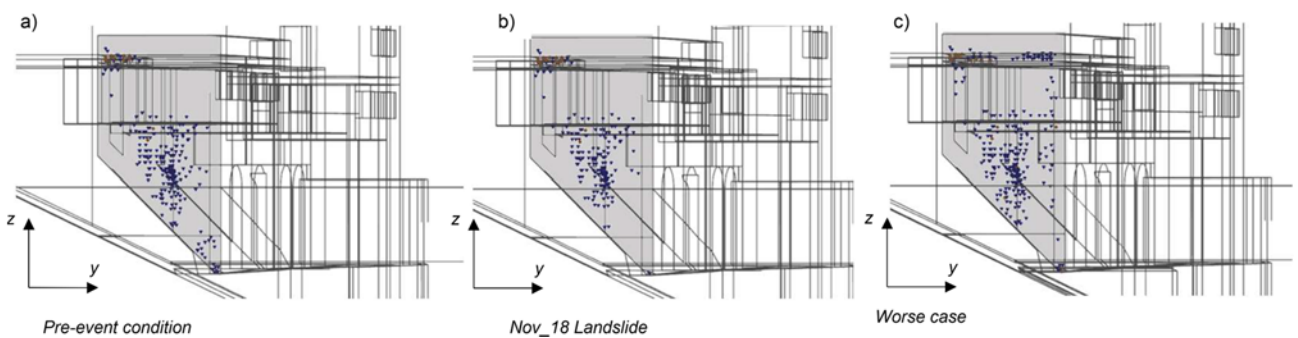 a)
b)
c)
z
y
z
y
z
y
Pre-event condition
Nov_18 Landslide
Worse case